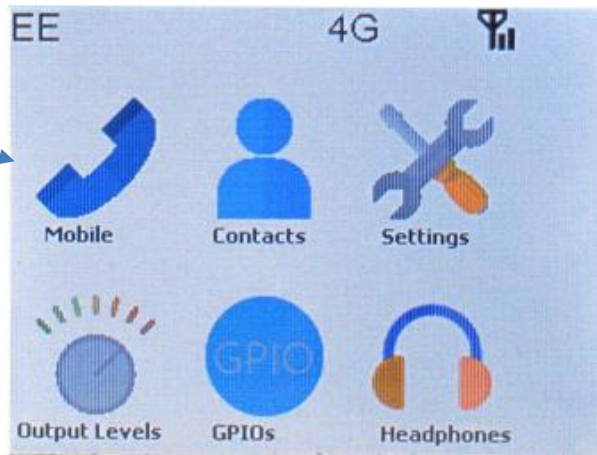 EE 4G
Mobile Contacts Settings
GPIO
Output Levels GPIOs Headphones